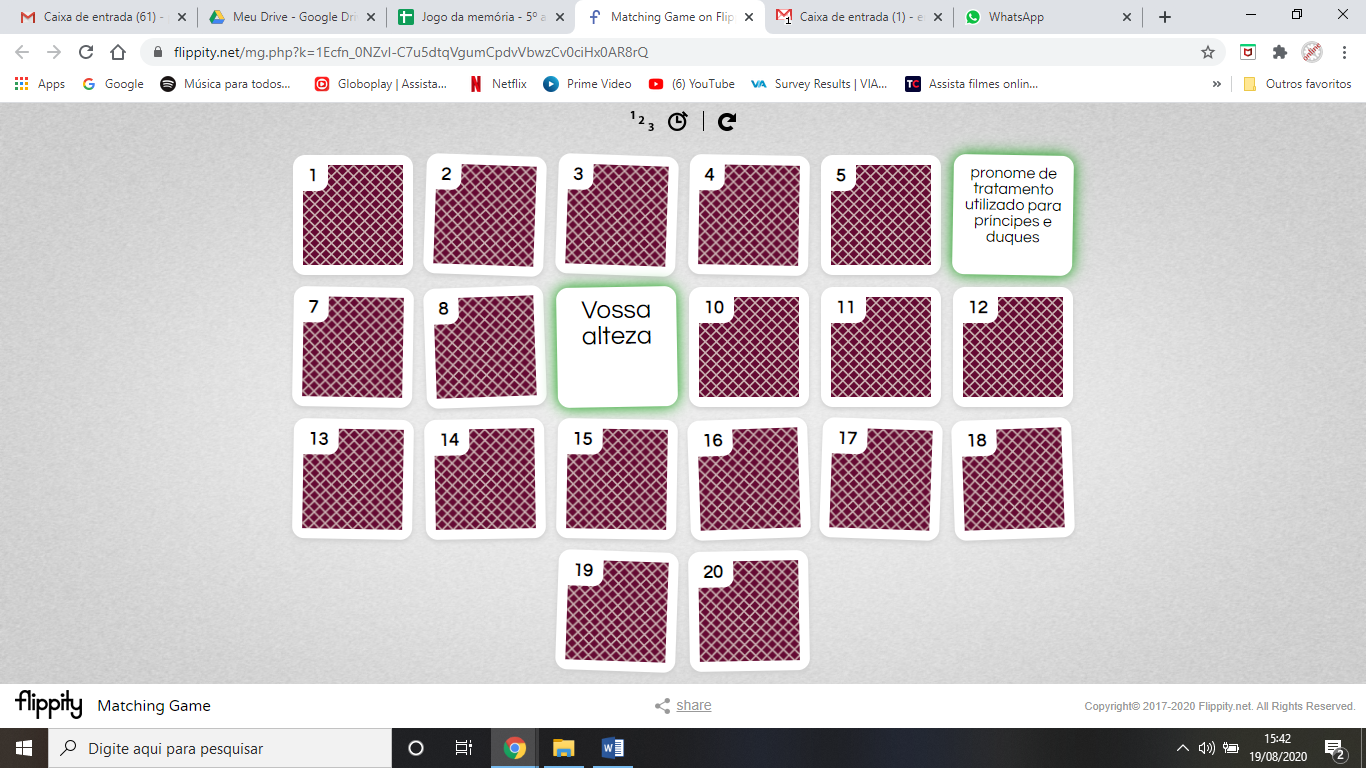 Caixa de entrada (61) -
Meu Drive - Google Dri
Jogo da memória - 5º a
Matching Game on Flip
Caixa de entrada (1) - e
WhatsApp
flippity.net/mg.php?k=1Ecfn_0NZvI-C7u5dtqVgumCpdvVbwzCv0ciHx0AR8rQ
Apps
Google
Música para todos...
Globoplay | Assista...
Netflix
Prime Video
(6) YouTube
Survey Results | VIA...
Assista filmes onlin...
»
Outros favoritos
1 2 3
1
2
3
4
5
pronome de
tratamento
utilizado para
príncipes e
duques
7
8
Vossa
alteza
10
11
12
13
14
15
16
17
18
19
20
flippity
Matching Game
share
Copyright© 2017-2020 Flippity.net. All Rights Reserved.
Digite aqui para pesquisar
15:42
19/08/2020
2